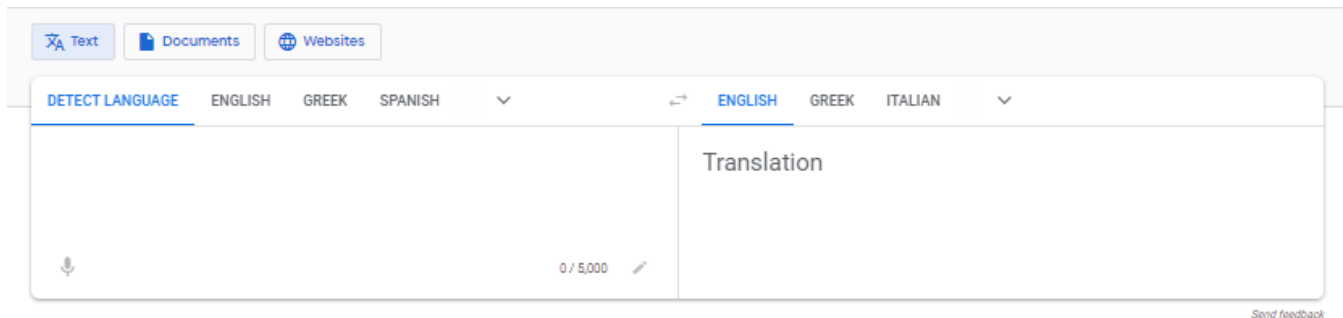 Text Documents Websites
DETECT LANGUAGE ENGLISH GREEK SPANISH ENGLISH GREEK ITALIAN
Translation
0 / 5,000
Send feedback